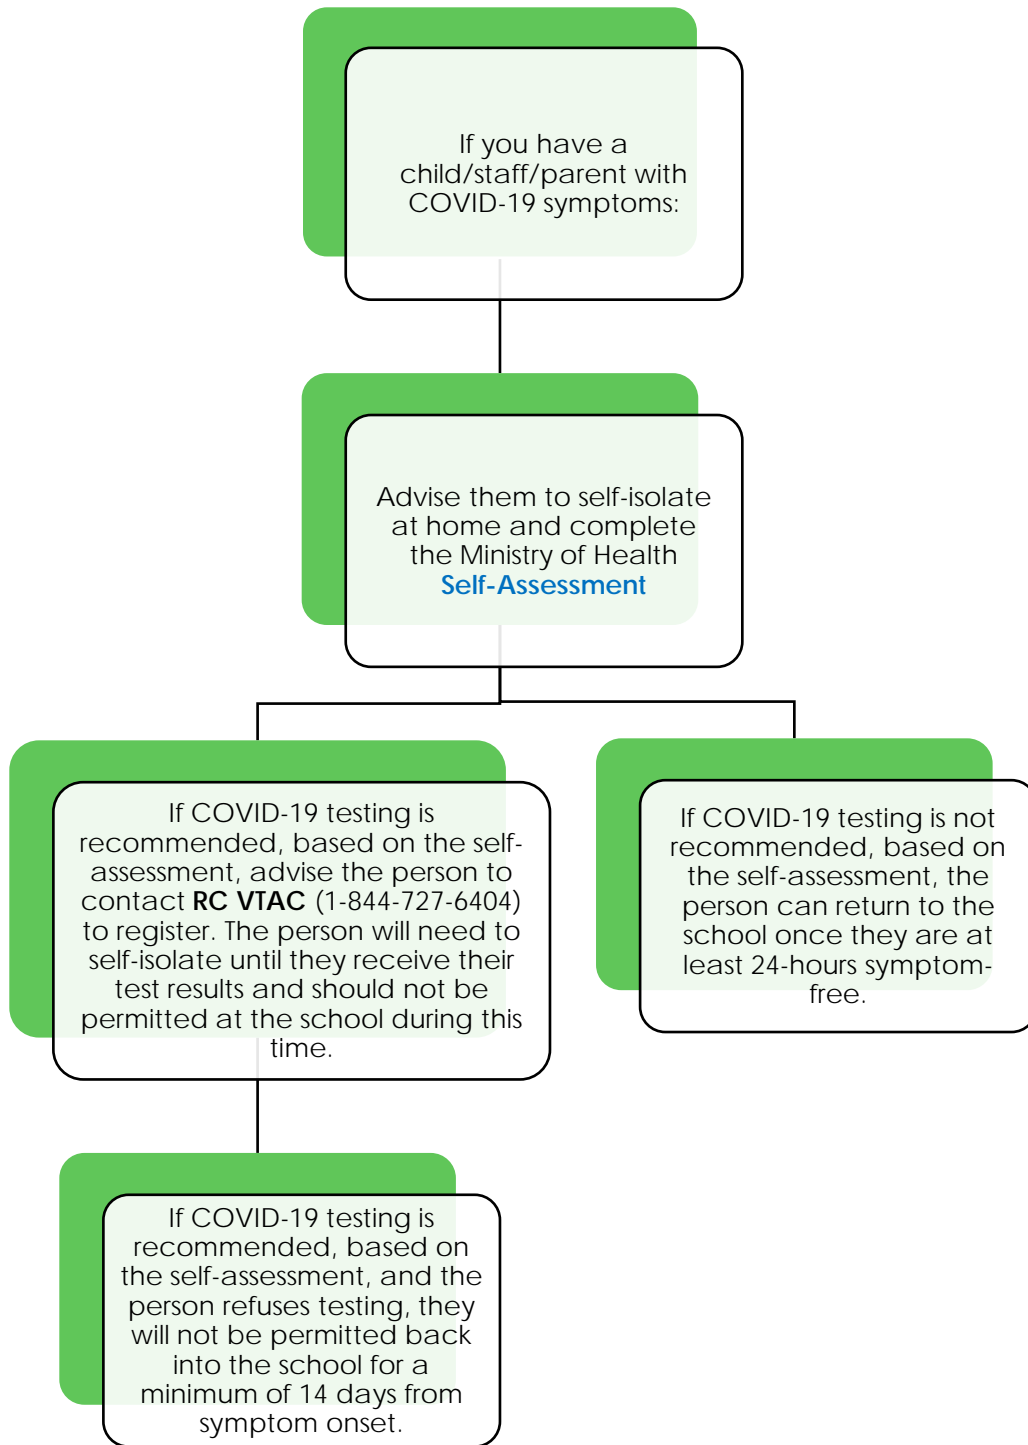 If you have a
child/staff/parent with
COVID-19 symptoms:
Advise them to self-isolate
at home and complete
the Ministry of Health
Self-Assessment
If COVID-19 testing is
recommended, based on the self-
assessment, advise the person to
contact RC VTAC (1-844-727-6404)
to register. The person will need to
self-isolate until they receive their
test results and should not be
permitted at the school during this
time.
If COVID-19 testing is not
recommended, based on
the self-assessment, the
person can return to the
school once they are at
least 24-hours symptom-
free.
If COVID-19 testing is
recommended, based on
the self-assessment, and the
person refuses testing, they
will not be permitted back
into the school for a
minimum of 14 days from
symptom onset.